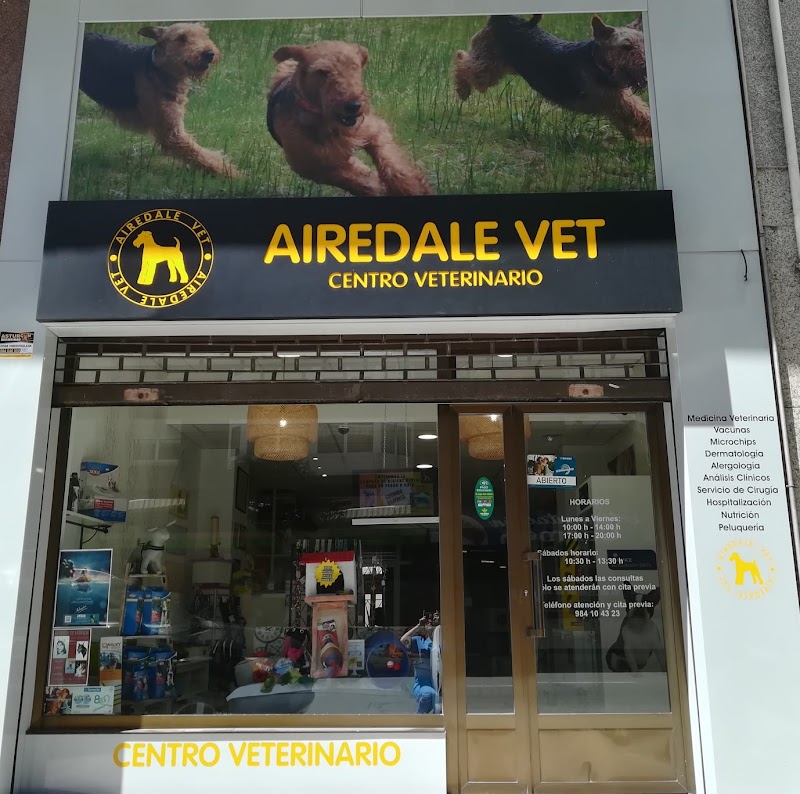 AIREDALE VET
AIREDALE VET
AIREDALE VET
CENTRO VETERINARIO
Medicina Veterinaria
Vacunas
Microchips
Dermatología
Alergología
Análisis Clínicos
Servicio de Cirugía
Hospitalización
Nutrición
Peluquería
ABIERTO
HORARIOS
Lunes a Viernes:
10:00 h - 14:00 h
17:00 h - 20:00 h
Sábados horario:
10:30 h - 13:30 h
Los sábados las consultas
solo se atenderán con cita previa
Teléfono atención y cita previa:
984 10 43 23
CENTRO VETERINARIO